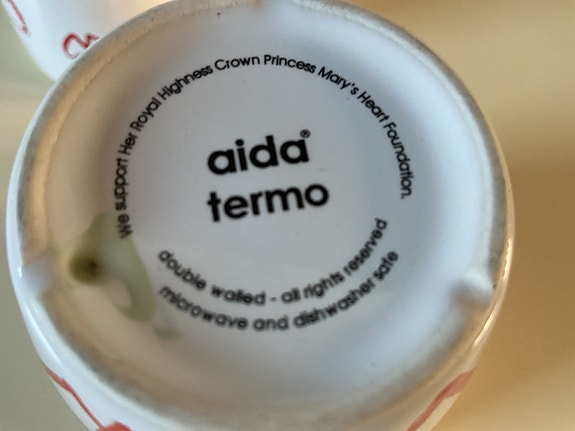 We support Her Royal Highness Crown Princess Mary's Heart Foundation.
aida®
termo
double walled - all rights reserved
microwave and dishwasher safe